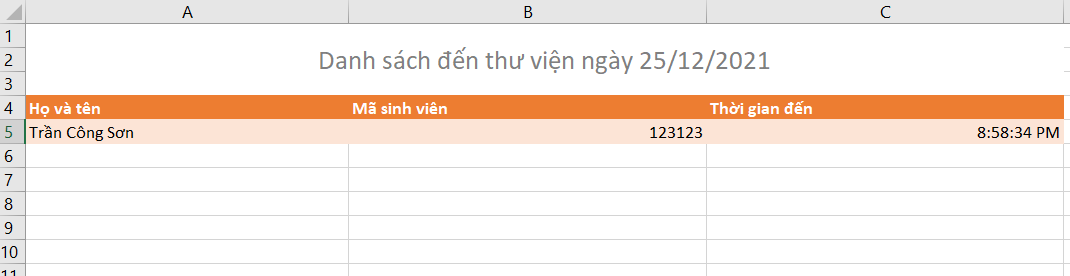 A B C
1
2 Danh sách đến thư viện ngày 25/12/2021
3
4 Họ và tên Mã sinh viên Thời gian đến
5 Trần Công Sơn 123123 8:58:34 PM
6
7
8
9
10
11